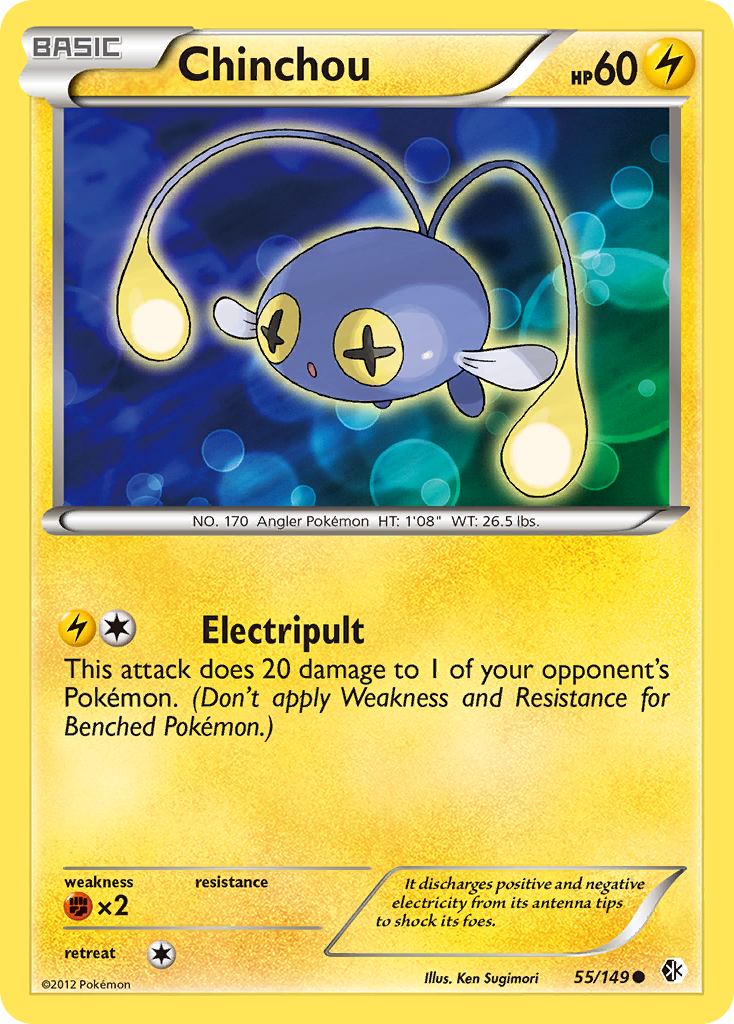 BASIC
Chinchou
HP60
NO. 170 Angler Pokémon HT: 1'08" WT: 26.5 lbs.
Electripult
This attack does 20 damage to 1 of your opponent's
Pokémon. (Don't apply Weakness and Resistance for
Benched Pokémon.)
weakness
resistance
×2
It discharges positive and negative
electricity from its antenna tips
to shock its foes.
retreat
©2012 Pokémon
Illus. Ken Sugimori
55/149